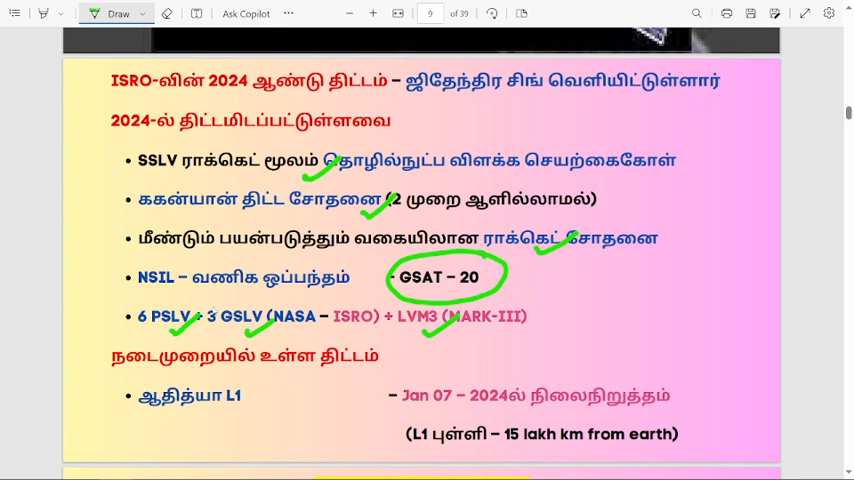 Draw
Ask Copilot
9 of 39
ISRO-வின் 2024 ஆண்டு திட்டம் – ஜிதேந்திர சிங் வெளியிட்டுள்ளார்
2024-ல் திட்டமிடப்பட்டுள்ளவை
• SSLV ராக்கெட் மூலம் தொழில்நுட்ப விளக்க செயற்கைகோள்
• ககன்யான் திட்ட சோதனை (2 முறை ஆளில்லாமல்)
• மீண்டும் பயன்படுத்தும் வகையிலான ராக்கெட் சோதனை
• NSIL – வணிக ஒப்பந்தம் - GSAT – 20
• 6 PSLV + 3 GSLV (NASA – ISRO) + LVM3 (MARK-III)
நடைமுறையில் உள்ள திட்டம்
• ஆதித்யா L1 – Jan 07 – 2024ல் நிலைநிறுத்தம்
(L1 புள்ளி – 15 lakh km from earth)